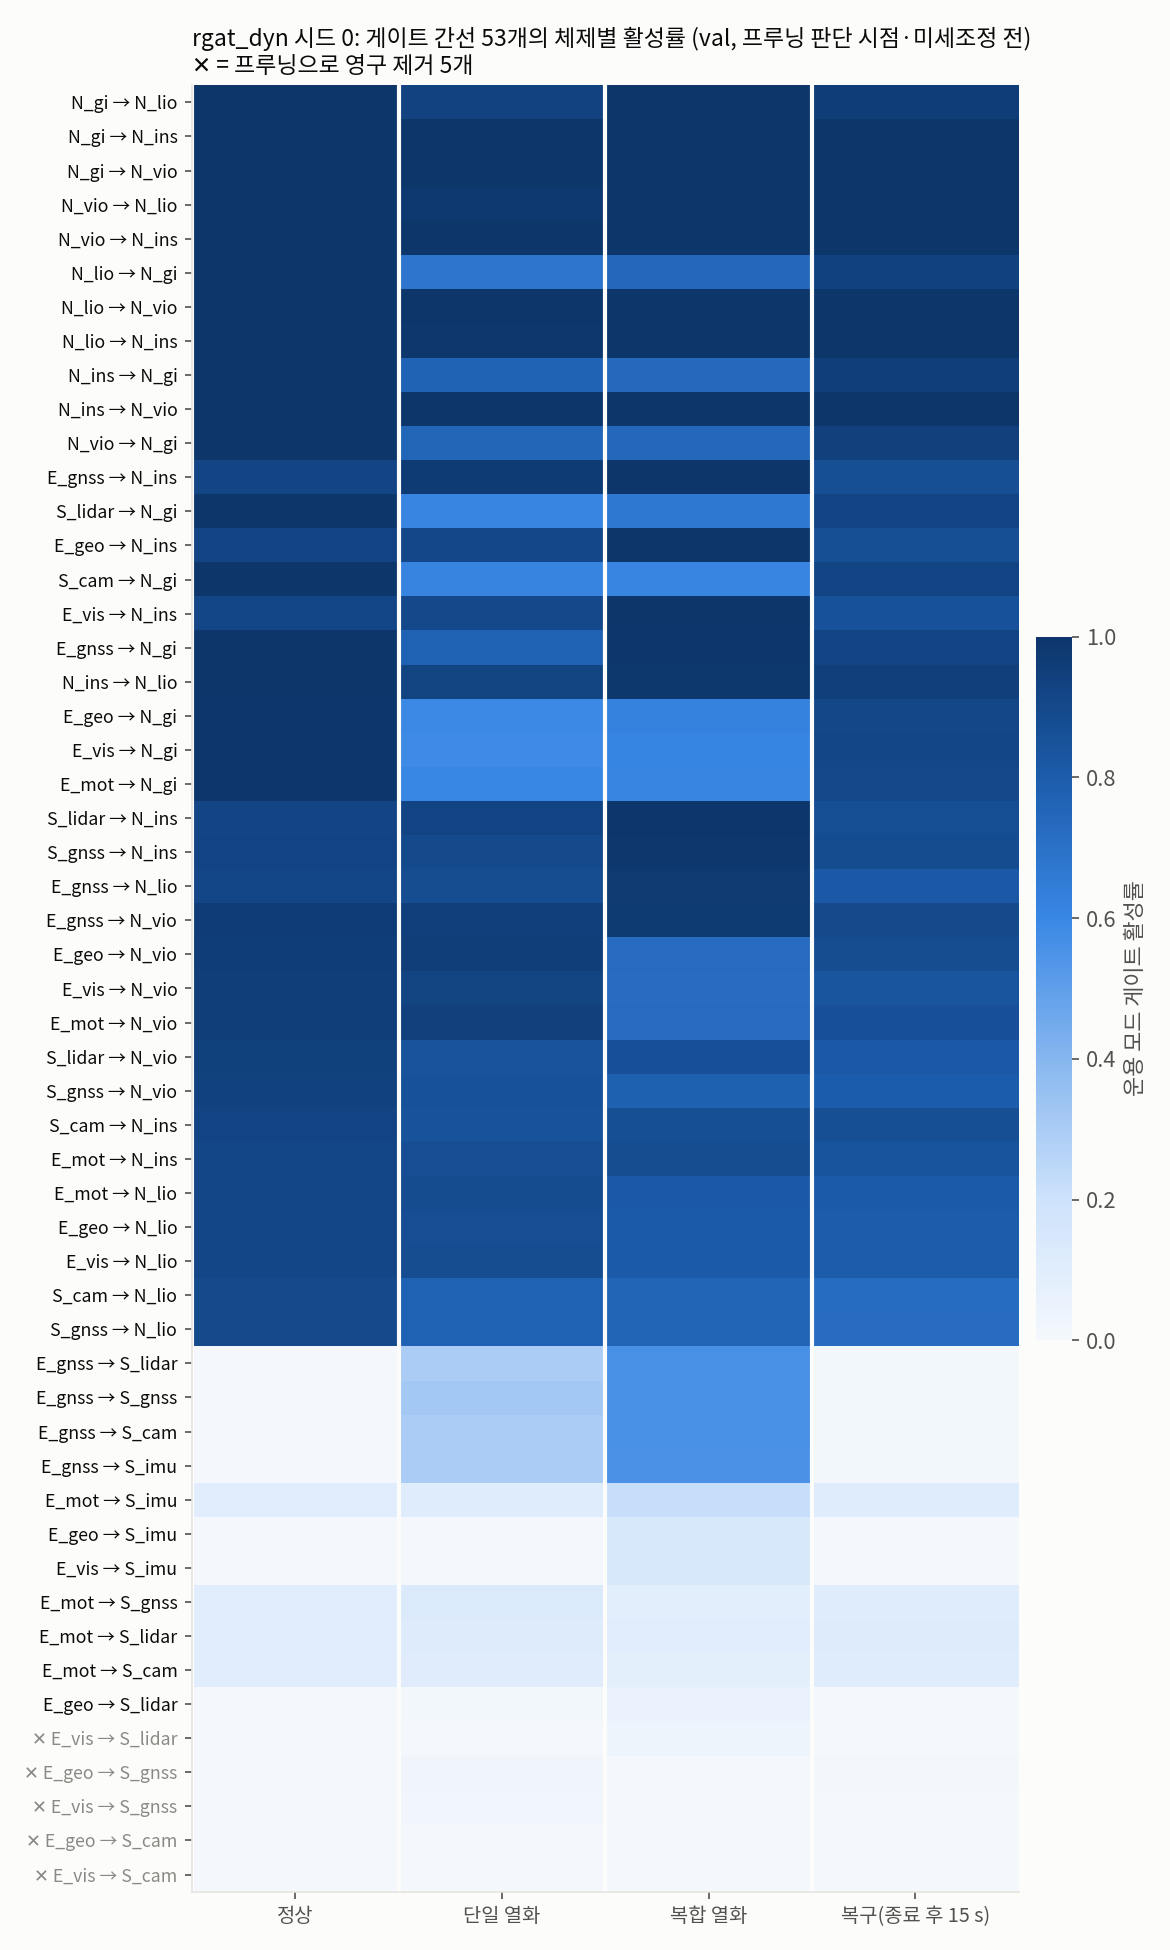 rgat_dyn 시드 0: 게이트 간선 53개의 체제별 활성률 (val, 프루닝 판단 시점·미세조정 전)
✕ = 프루닝으로 영구 제거 5개
N_gi → N_lio
N_gi → N_ins
N_gi → N_vio
N_vio → N_lio
N_vio → N_ins
N_lio → N_gi
N_lio → N_vio
N_lio → N_ins
N_ins → N_gi
N_ins → N_vio
N_vio → N_gi
E_gnss → N_ins
S_lidar → N_gi
E_geo → N_ins
S_cam → N_gi
E_vis → N_ins
E_gnss → N_gi
N_ins → N_lio
E_geo → N_gi
E_vis → N_gi
E_mot → N_gi
S_lidar → N_ins
S_gnss → N_ins
E_gnss → N_lio
E_gnss → N_vio
E_geo → N_vio
E_vis → N_vio
E_mot → N_vio
S_lidar → N_vio
S_gnss → N_vio
S_cam → N_ins
E_mot → N_ins
E_mot → N_lio
E_geo → N_lio
E_vis → N_lio
S_cam → N_lio
S_gnss → N_lio
E_gnss → S_lidar
E_gnss → S_gnss
E_gnss → S_cam
E_gnss → S_imu
E_mot → S_imu
E_geo → S_imu
E_vis → S_imu
E_mot → S_gnss
E_mot → S_lidar
E_mot → S_cam
E_geo → S_lidar
✕ E_vis → S_lidar
✕ E_geo → S_gnss
✕ E_vis → S_gnss
✕ E_geo → S_cam
✕ E_vis → S_cam
정상
단일 열화
복합 열화
복구(종료 후 15 s)
1.0
0.8
0.6
0.4
0.2
0.0
운용 모드 게이트 활성률